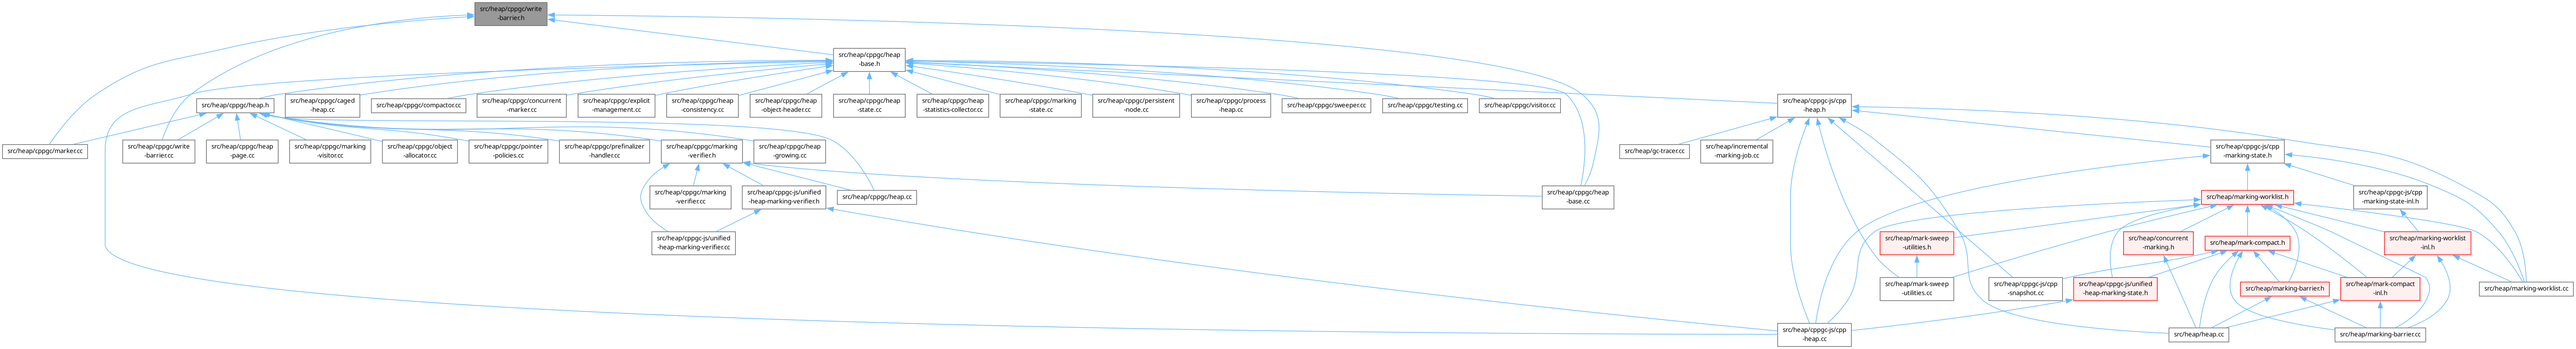 src/heap/cppgc/write
-barrier.h
src/heap/cppgc/heap
-base.h
src/heap/cppgc/heap.h
src/heap/cppgc/caged
-heap.cc
src/heap/cppgc/compactor.cc
src/heap/cppgc/concurrent
-marker.cc
src/heap/cppgc/explicit
-management.cc
src/heap/cppgc/heap
-consistency.cc
src/heap/cppgc/heap
-object-header.cc
src/heap/cppgc/heap
-state.cc
src/heap/cppgc/heap
-statistics-collector.cc
src/heap/cppgc/marking
-state.cc
src/heap/cppgc/persistent
-node.cc
src/heap/cppgc/process
-heap.cc
src/heap/cppgc/sweeper.cc
src/heap/cppgc/testing.cc
src/heap/cppgc/visitor.cc
src/heap/cppgc-js/cpp
-heap.h
src/heap/cppgc/marker.cc
src/heap/cppgc/write
-barrier.cc
src/heap/cppgc/heap
-page.cc
src/heap/cppgc/marking
-visitor.cc
src/heap/cppgc/object
-allocator.cc
src/heap/cppgc/pointer
-policies.cc
src/heap/cppgc/prefinalizer
-handler.cc
src/heap/cppgc/marking
-verifier.h
src/heap/cppgc/heap
-growing.cc
src/heap/gc-tracer.cc
src/heap/incremental
-marking-job.cc
src/heap/cppgc-js/cpp
-marking-state.h
src/heap/cppgc/marking
-verifier.cc
src/heap/cppgc-js/unified
-heap-marking-verifier.h
src/heap/cppgc/heap.cc
src/heap/cppgc/heap
-base.cc
src/heap/marking-worklist.h
src/heap/cppgc-js/cpp
-marking-state-inl.h
src/heap/cppgc-js/unified
-heap-marking-verifier.cc
src/heap/mark-sweep
-utilities.h
src/heap/concurrent
-marking.h
src/heap/mark-compact.h
src/heap/marking-worklist
-inl.h
src/heap/mark-sweep
-utilities.cc
src/heap/cppgc-js/cpp
-snapshot.cc
src/heap/cppgc-js/unified
-heap-marking-state.h
src/heap/marking-barrier.h
src/heap/mark-compact
-inl.h
src/heap/marking-worklist.cc
src/heap/cppgc-js/cpp
-heap.cc
src/heap/heap.cc
src/heap/marking-barrier.cc